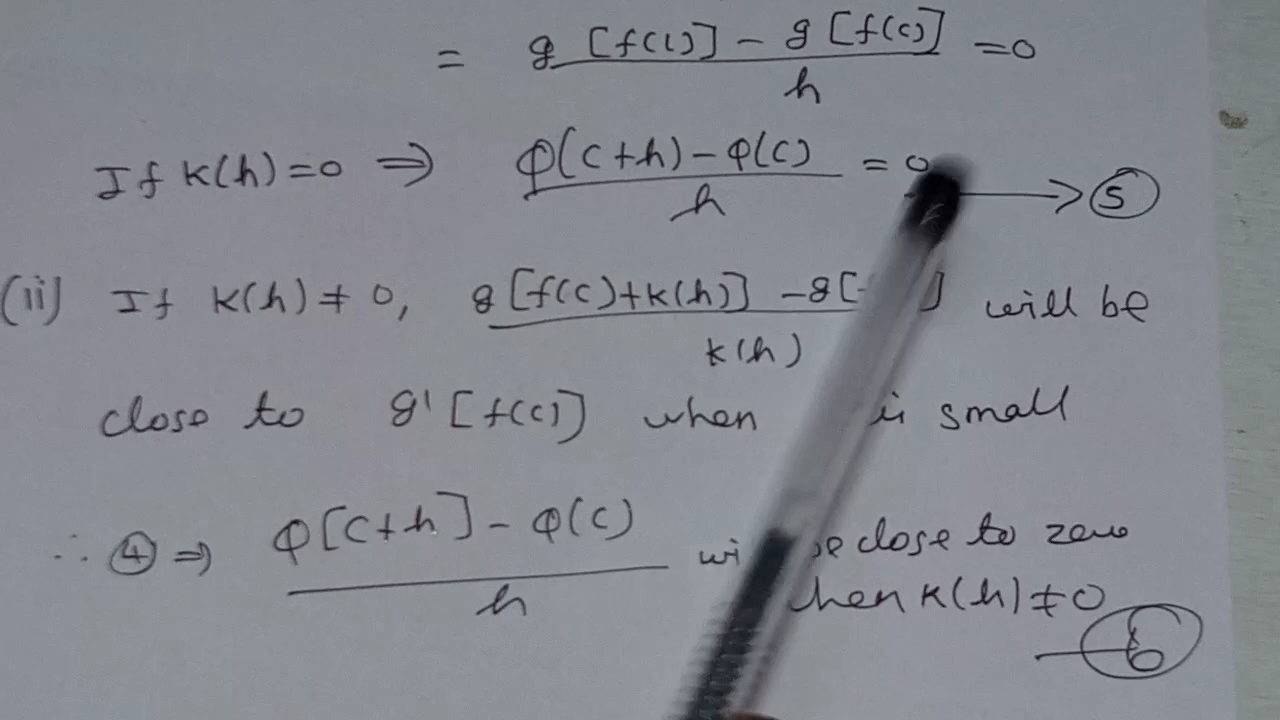 = g[f(c)] - g[f(c)] / h = 0
If K(h) = 0 ⇒ φ(c+h) - φ(c) / h = 0 → ⑤
(ii) If K(h) ≠ 0, g[f(c)+k(h)] - g[ ] / k(h) will be
close to g'[f(c)] when is small
∴ ④ ⇒ φ[c+h] - φ(c) / h close to zero
when K(h) ≠ 0
— ⑥